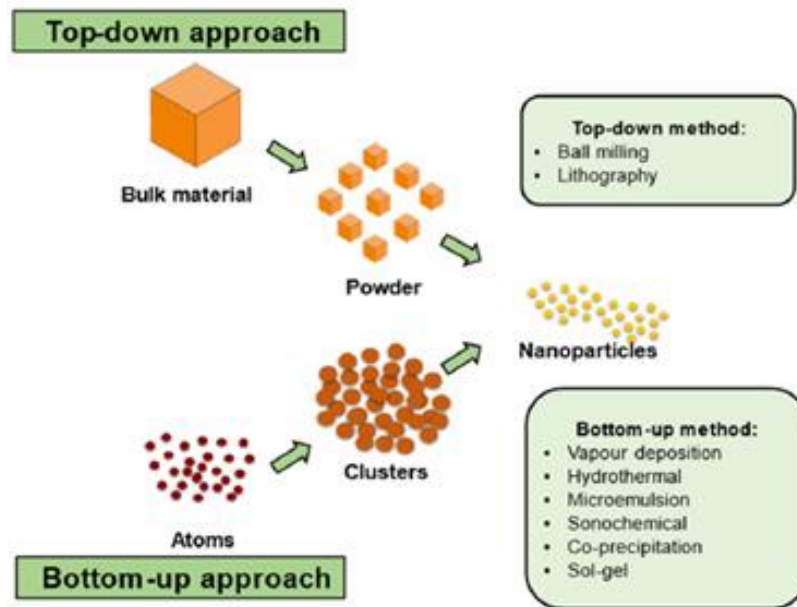 Top-down approach
Bulk material
Powder
Top-down method:
• Ball milling
• Lithography
Nanoparticles
Clusters
Atoms
Bottom-up approach
Bottom-up method:
• Vapour deposition
• Hydrothermal
• Microemulsion
• Sonochemical
• Co-precipitation
• Sol-gel